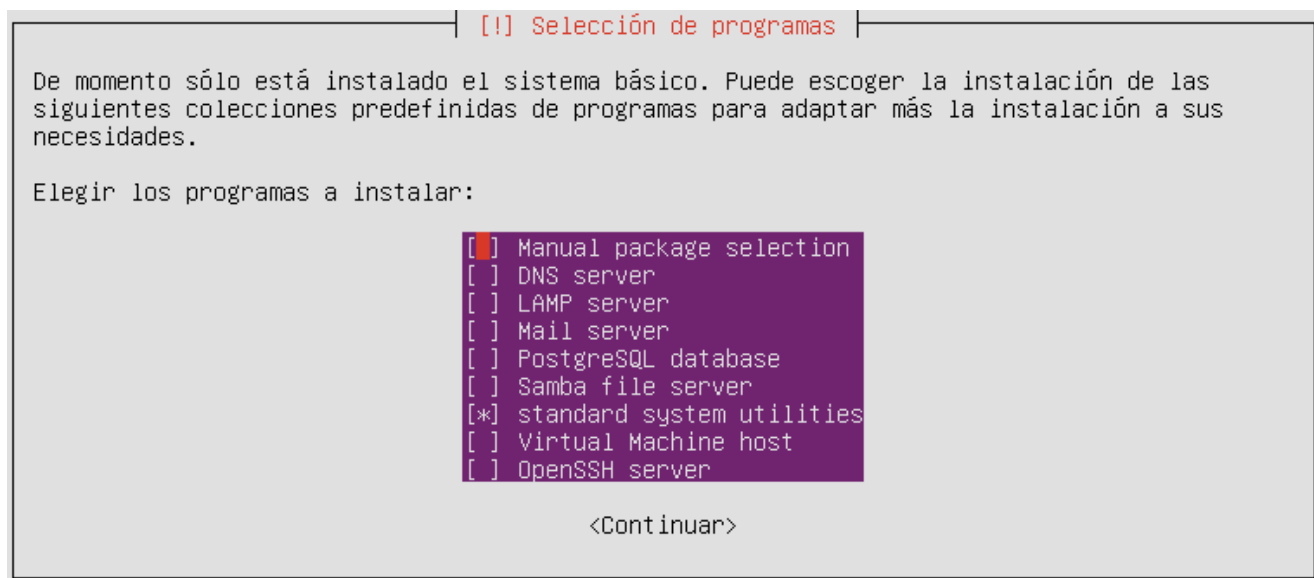 [!] Selección de programas
De momento sólo está instalado el sistema básico. Puede escoger la instalación de las
siguientes colecciones predefinidas de programas para adaptar más la instalación a sus
necesidades.
Elegir los programas a instalar:
[ ] Manual package selection
[ ] DNS server
[ ] LAMP server
[ ] Mail server
[ ] PostgreSQL database
[ ] Samba file server
[*] standard system utilities
[ ] Virtual Machine host
[ ] OpenSSH server
<Continuar>